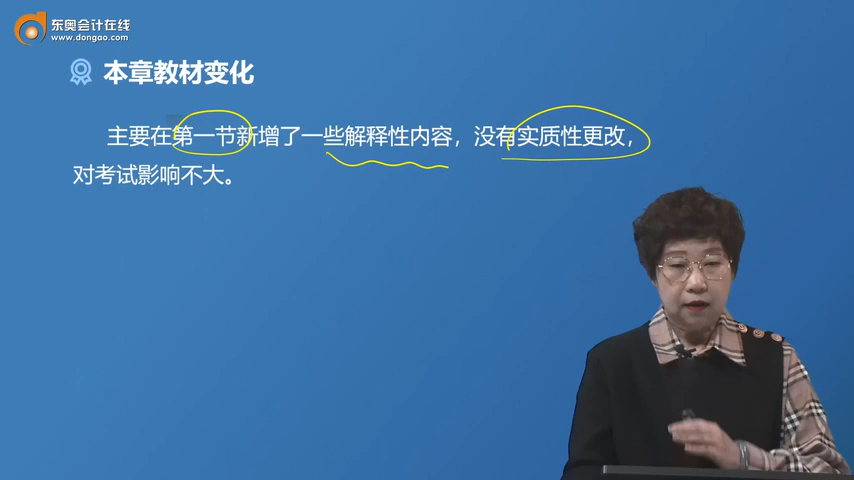 东奥会计在线
www.dongao.com
本章教材变化
主要在第一节新增了一些解释性内容，没有实质性更改，
对考试影响不大。